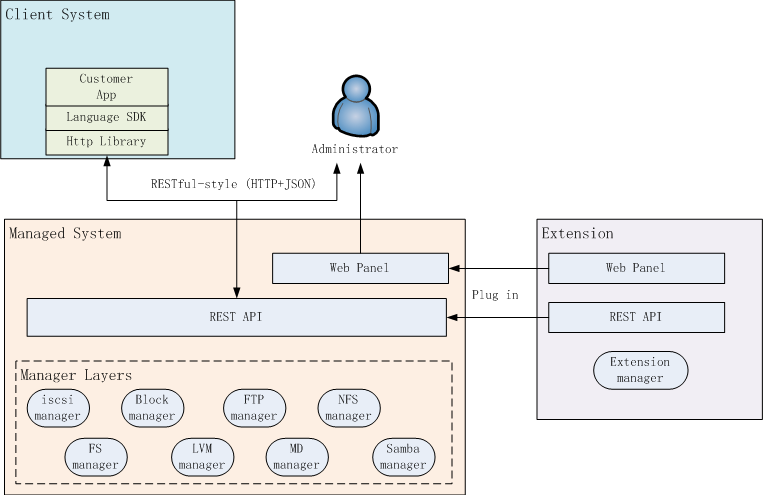 Client System
Customer
App
Language SDK
Http Library
Administrator
RESTful-style (HTTP+JSON)
Managed System
Web Panel
REST API
Manager Layers
iscsi
manager
Block
manager
FTP
manager
NFS
manager
FS
manager
LVM
manager
MD
manager
Samba
manager
Plug in
Extension
Web Panel
REST API
Extension
manager